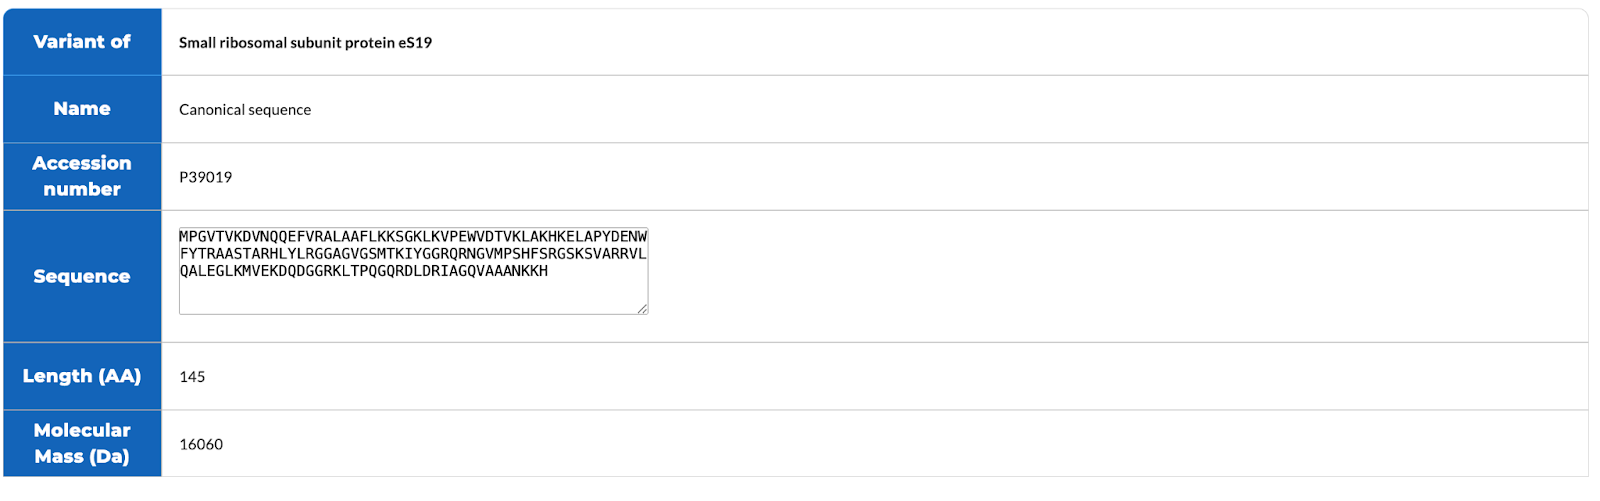 Variant of
Small ribosomal subunit protein eS19
Name
Canonical sequence
Accession
number
P39019
Sequence
MPGVTVKDVNQQEFVRALAAFLKKSGKLKVPEWVDTVKLAKHKELAPYDENW
FYTRAASTARHLYLRGGAGVGSMTKIYGGRQRNGVMPSHFSRGSKSVARRVL
QALEGLKMVEKDQDGGRKLTPQGQRDLDRIAGQVAAANKKH
Length (AA)
145
Molecular
Mass (Da)
16060